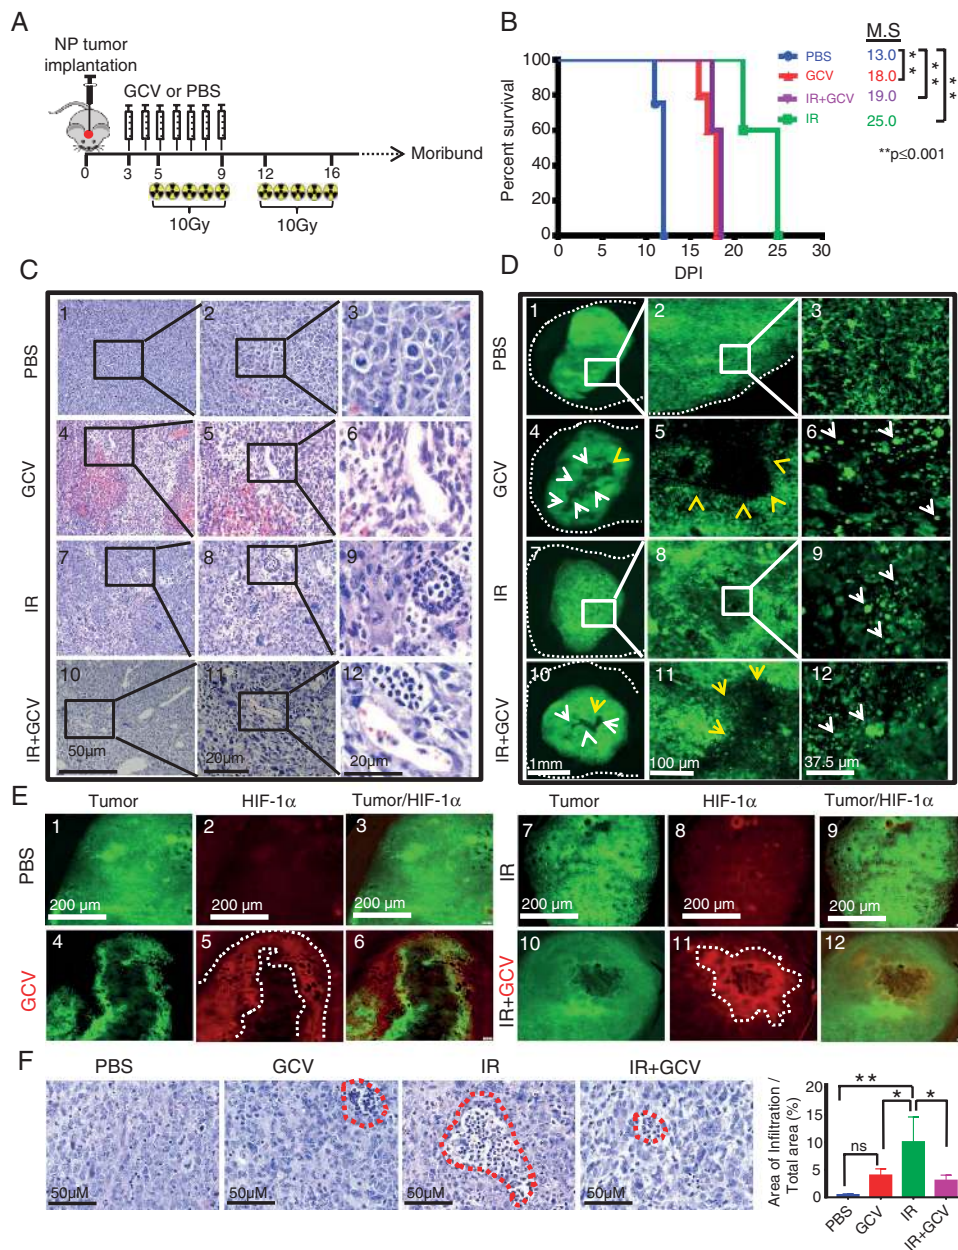 A
NP tumor
implantation
GCV or PBS
Moribund
0 3 5 9 12 16
10Gy 10Gy
B
M.S
PBS 13.0
GCV 18.0
IR+GCV 19.0
IR 25.0
* *
* *
* *
**p≤0.001
Percent survival
100
80
60
40
20
0
0 5 10 15 20 25 30
DPI
C
PBS
1 2 3
GCV
4 5 6
IR
7 8 9
IR+GCV
10 11 12
50µm 20µm 20µm
D
PBS
1 2 3
GCV
4 5 6
IR
7 8 9
IR+GCV
10 11 12
1mm 100 µm 37.5 µm
E
Tumor HIF-1α Tumor/HIF-1α
PBS
1 2 3
200 µm 200 µm 200 µm
GCV
4 5 6
Tumor HIF-1α Tumor/HIF-1α
IR
7 8 9
200 µm 200 µm 200 µm
IR+GCV
10 11 12
F
PBS GCV IR IR+GCV
50µM 50µM 50µM 50µM
Area of Infiltration /
Total area (%)
20
15
10
5
0
** * *
ns
PBS GCV IR IR+GCV